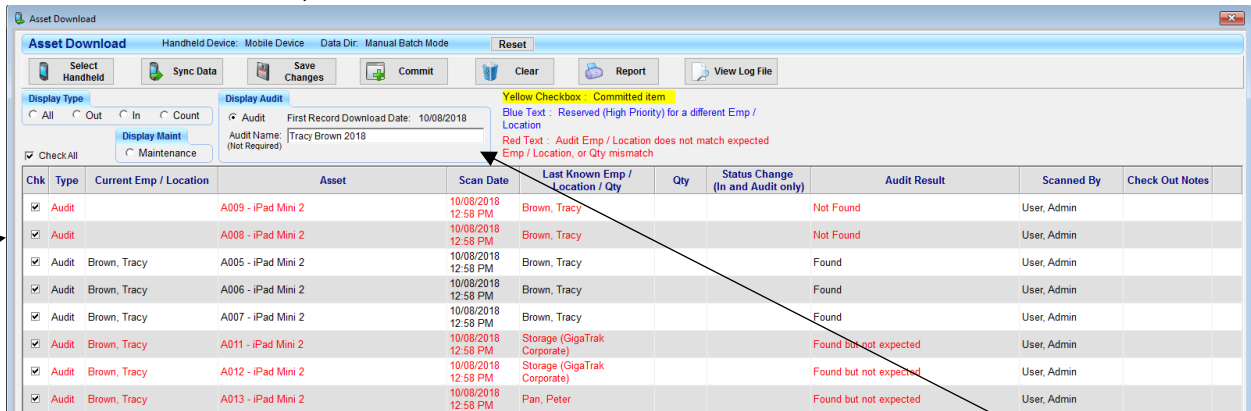 Asset Download
Asset Download Handheld Device: Mobile Device Data Dir: Manual Batch Mode Reset
Select Handheld Sync Data Save Changes Commit Clear Report View Log File
Display Type
All Out In Count
Display Maint
Maintenance
Check All
Display Audit
Audit First Record Download Date: 10/08/2018
Audit Name: Tracy Brown 2018
(Not Required)
Yellow Checkbox : Committed item
Blue Text : Reserved (High Priority) for a different Emp /
Location
Red Text : Audit Emp / Location does not match expected
Emp / Location, or Qty mismatch
Chk Type Current Emp / Location Asset Scan Date Last Known Emp / Location / Qty Qty Status Change (In and Audit only) Audit Result Scanned By Check Out Notes
Audit A009 - iPad Mini 2 10/08/2018 12:58 PM Brown, Tracy Not Found User, Admin
Audit A008 - iPad Mini 2 10/08/2018 12:58 PM Brown, Tracy Not Found User, Admin
Audit Brown, Tracy A005 - iPad Mini 2 10/08/2018 12:58 PM Brown, Tracy Found User, Admin
Audit Brown, Tracy A006 - iPad Mini 2 10/08/2018 12:58 PM Brown, Tracy Found User, Admin
Audit Brown, Tracy A007 - iPad Mini 2 10/08/2018 12:58 PM Brown, Tracy Found User, Admin
Audit Brown, Tracy A011 - iPad Mini 2 10/08/2018 12:58 PM Storage (GigaTrak Corporate) Found but not expected User, Admin
Audit Brown, Tracy A012 - iPad Mini 2 10/08/2018 12:58 PM Storage (GigaTrak Corporate) Found but not expected User, Admin
Audit Brown, Tracy A013 - iPad Mini 2 10/08/2018 12:58 PM Pan, Peter Found but not expected User, Admin